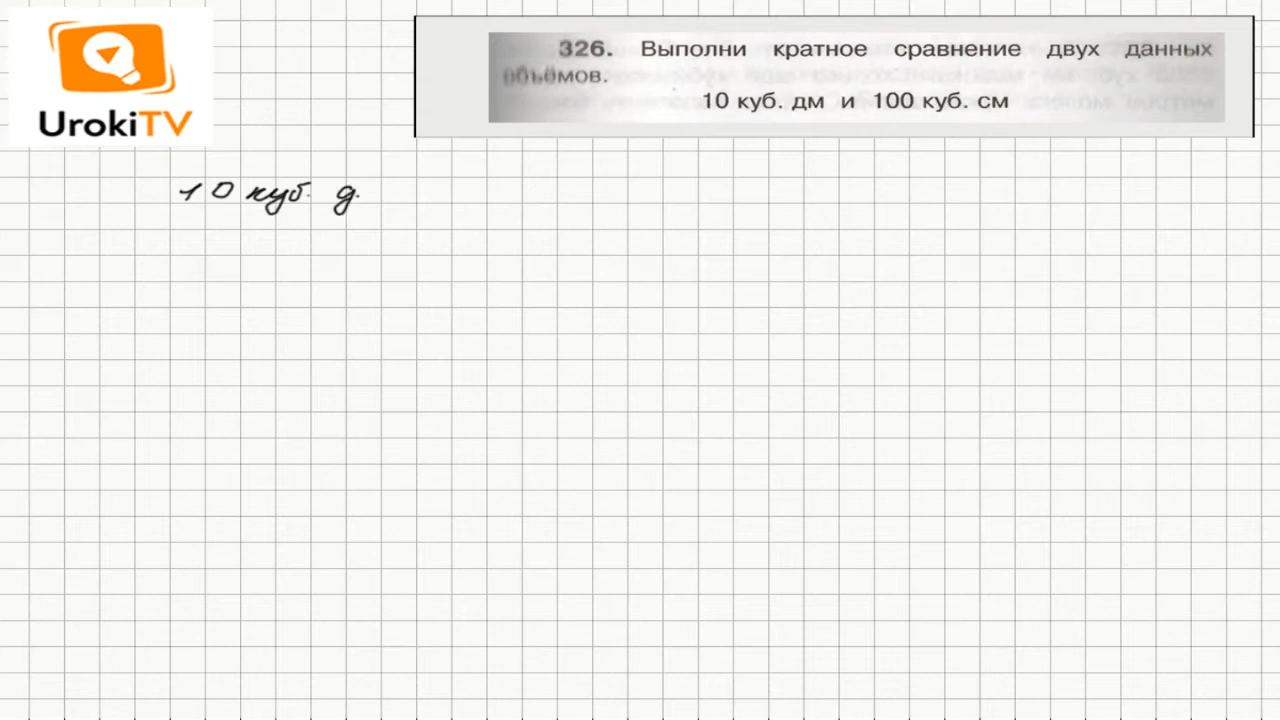 UrokiTV
326. Выполни кратное сравнение двух данных
объёмов.
10 куб. дм и 100 куб. см
10 куб. д